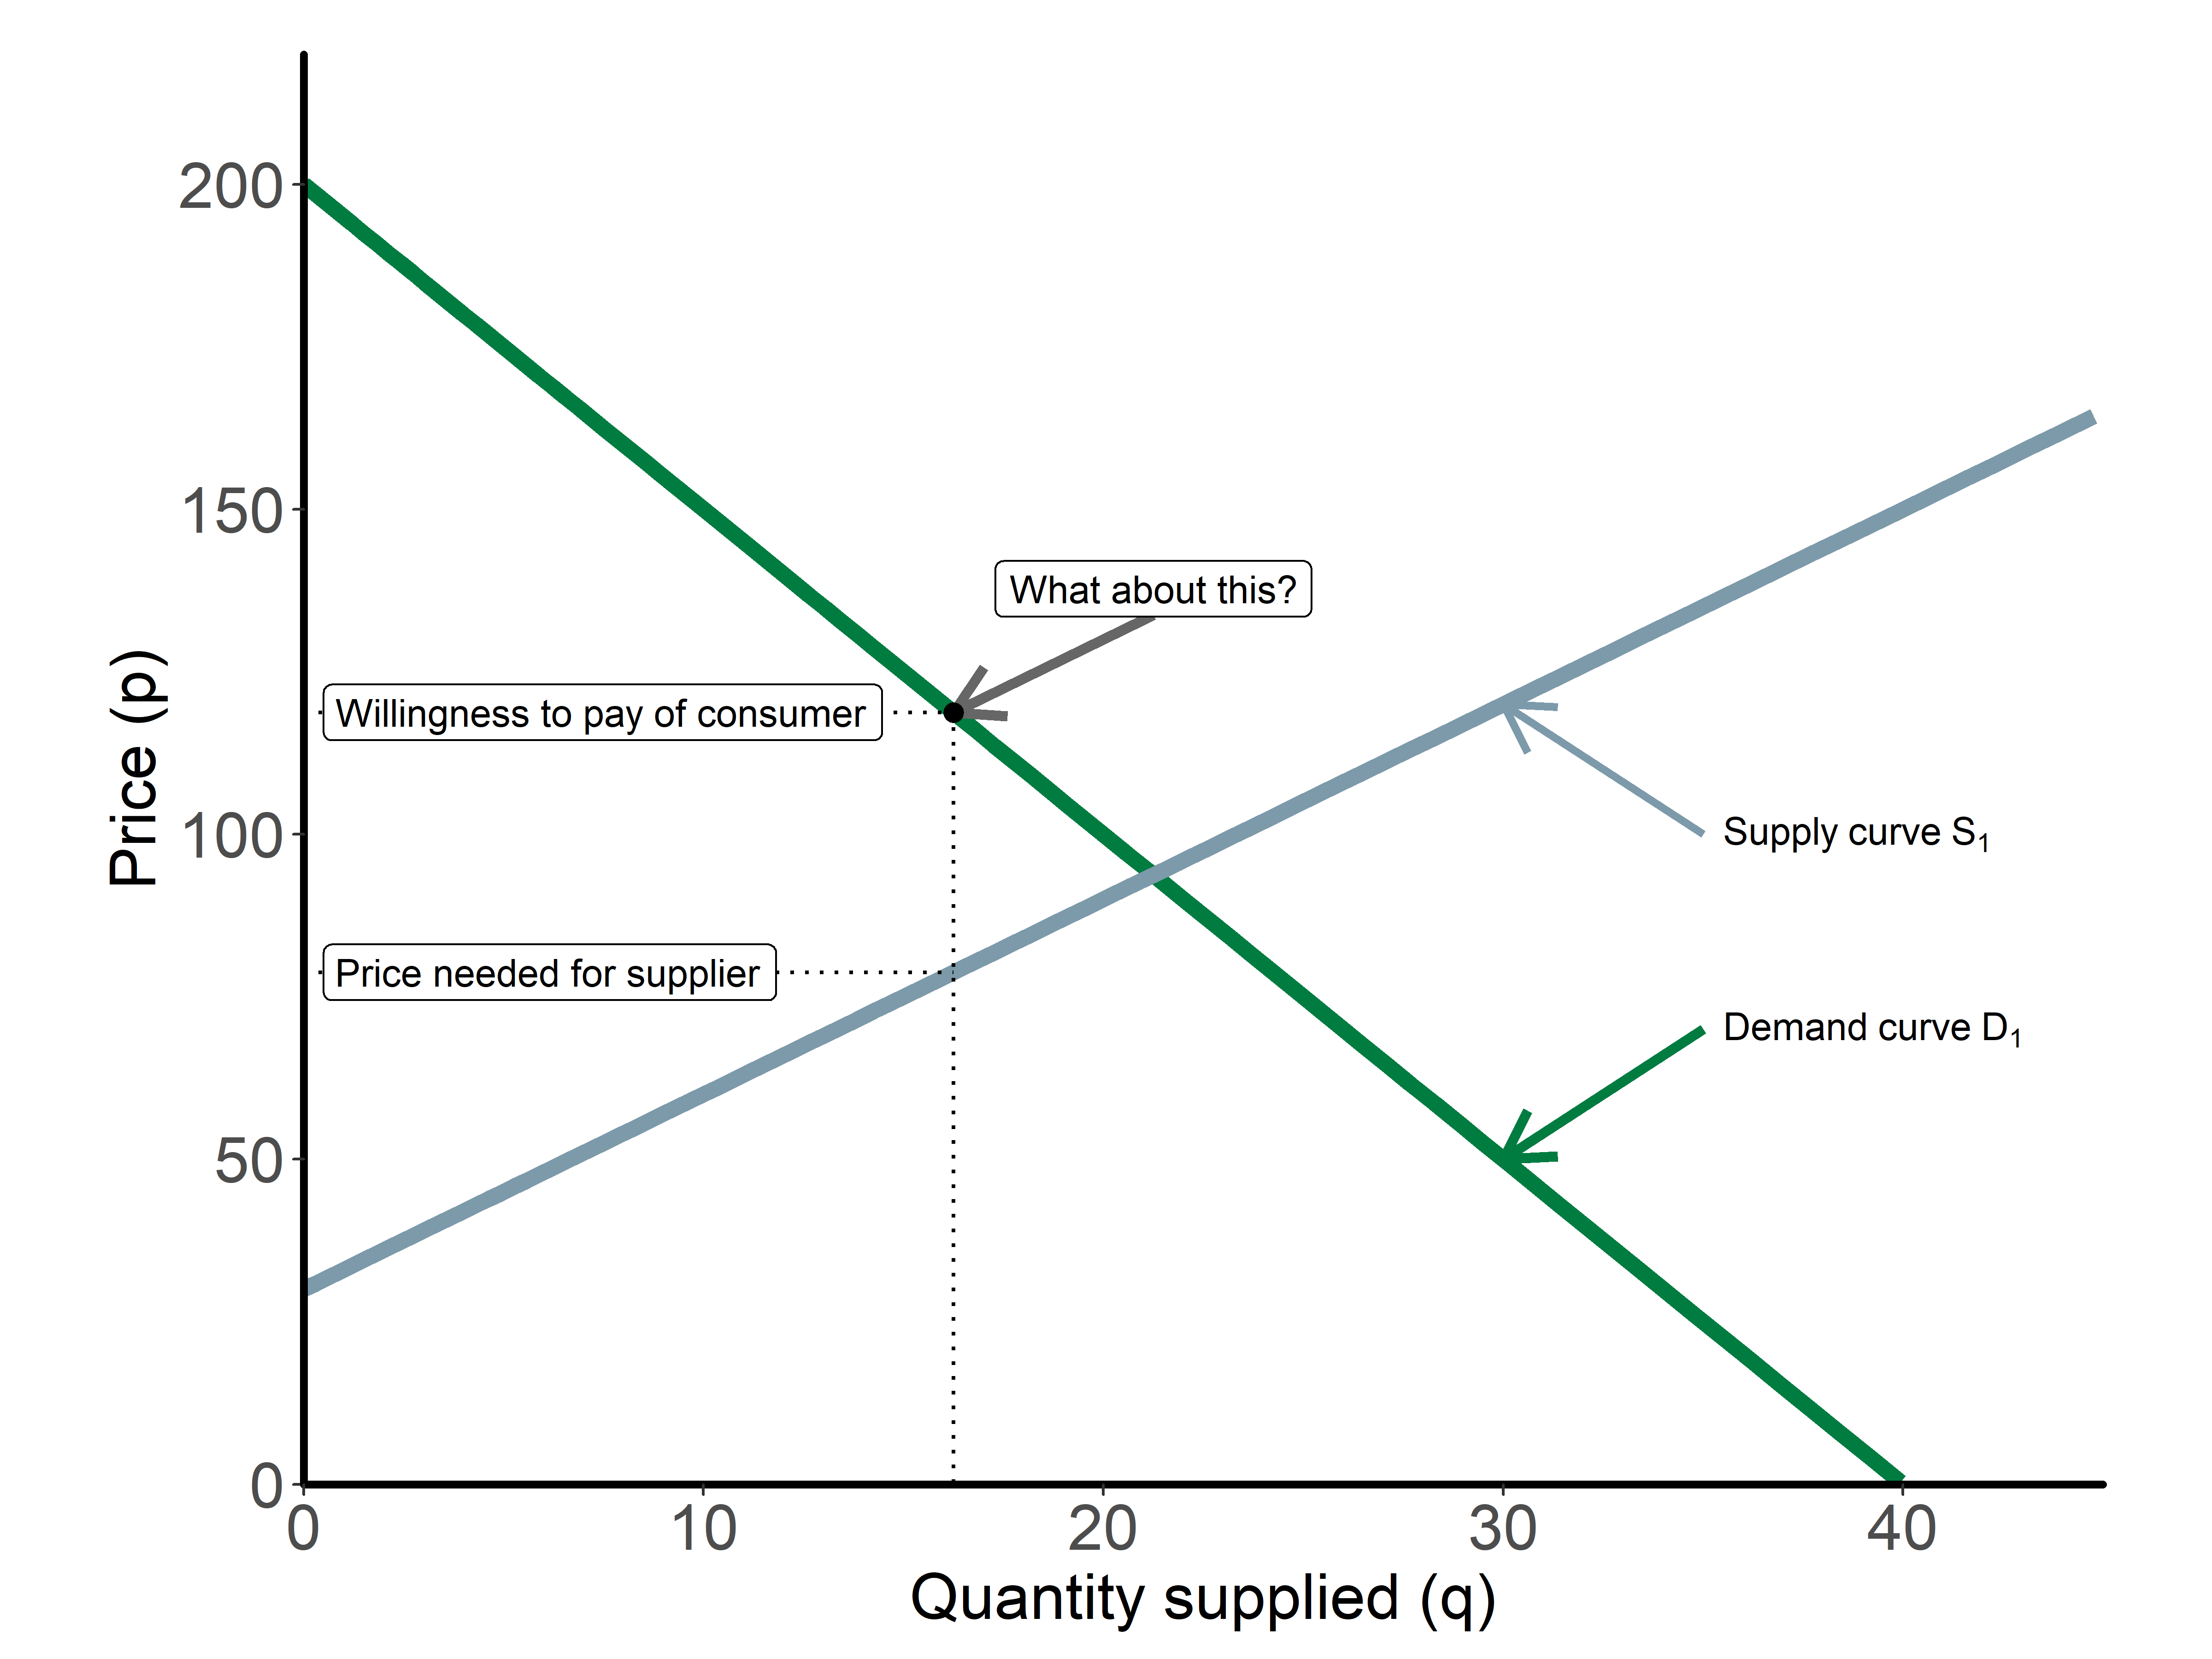 200
150
What about this?
Willingness to pay of consumer
Price (p)
100
Supply curve S₁
Price needed for supplier
Demand curve D₁
50
0
0 10 20 30 40
Quantity supplied (q)